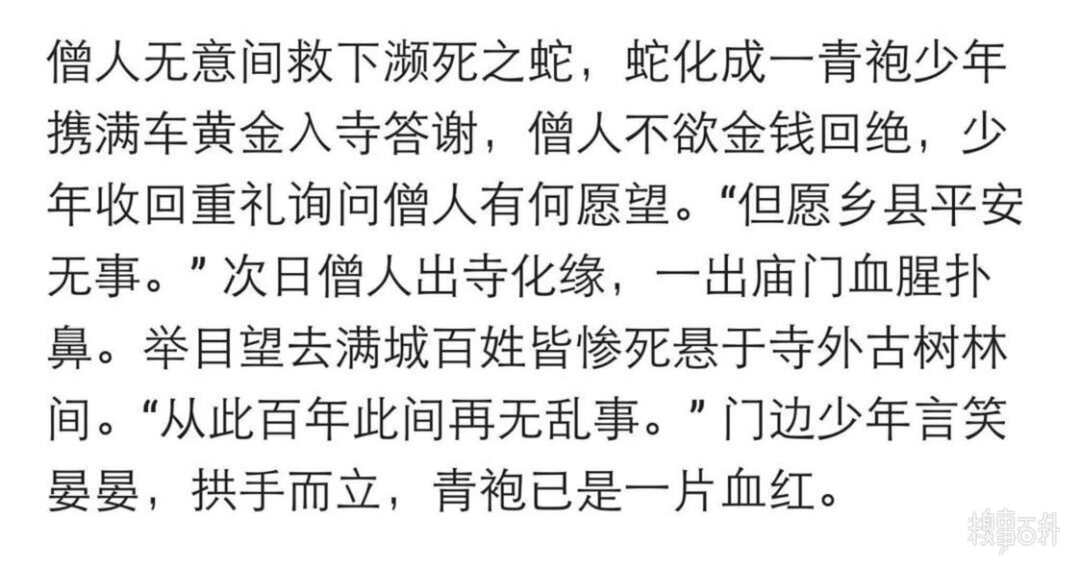 僧人无意间救下濒死之蛇，蛇化成一青袍少年
携满车黄金入寺答谢，僧人不欲金钱回绝，少
年收回重礼询问僧人有何愿望。“但愿乡县平安
无事。” 次日僧人出寺化缘，一出庙门血腥扑
鼻。举目望去满城百姓皆惨死悬于寺外古树林
间。“从此百年此间再无乱事。” 门边少年言笑
晏晏，拱手而立，青袍已是一片血红。
糗事百科